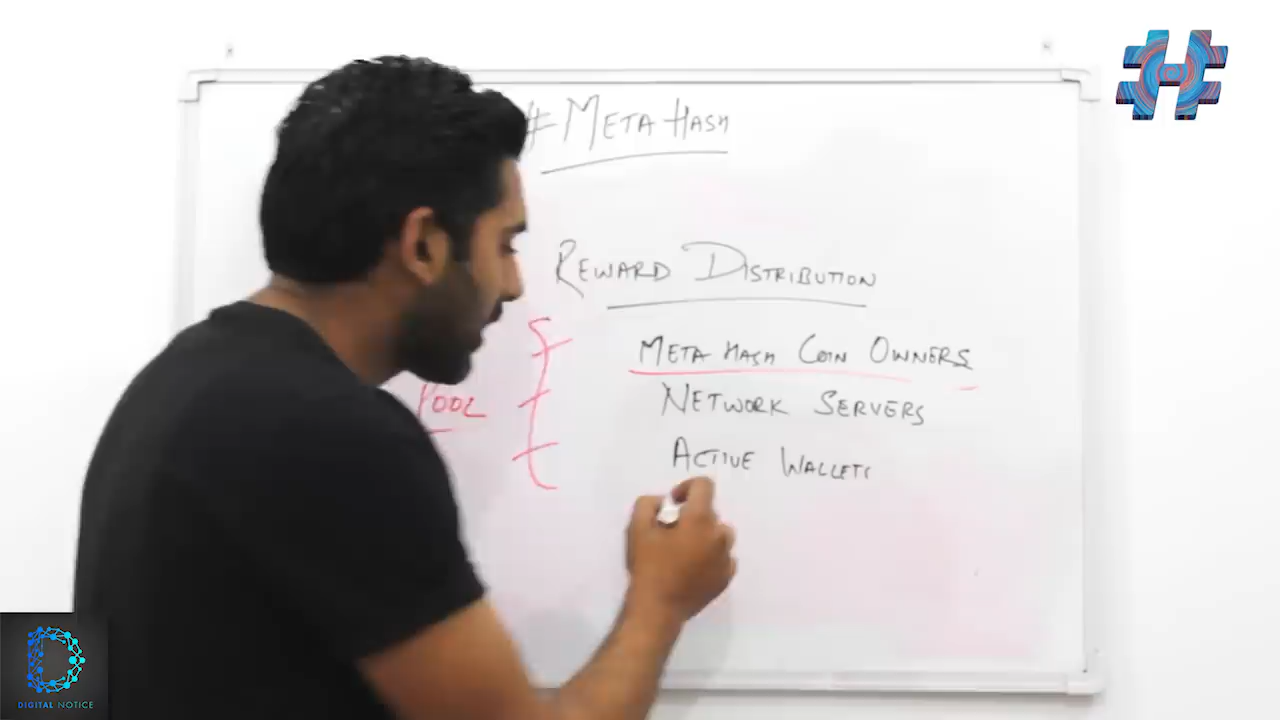 #META HASH
REWARD DISTRIBUTION
META HASH COIN OWNERS
POOL
NETWORK SERVERS
ACTIVE WALLETS
DIGITAL NOTICE